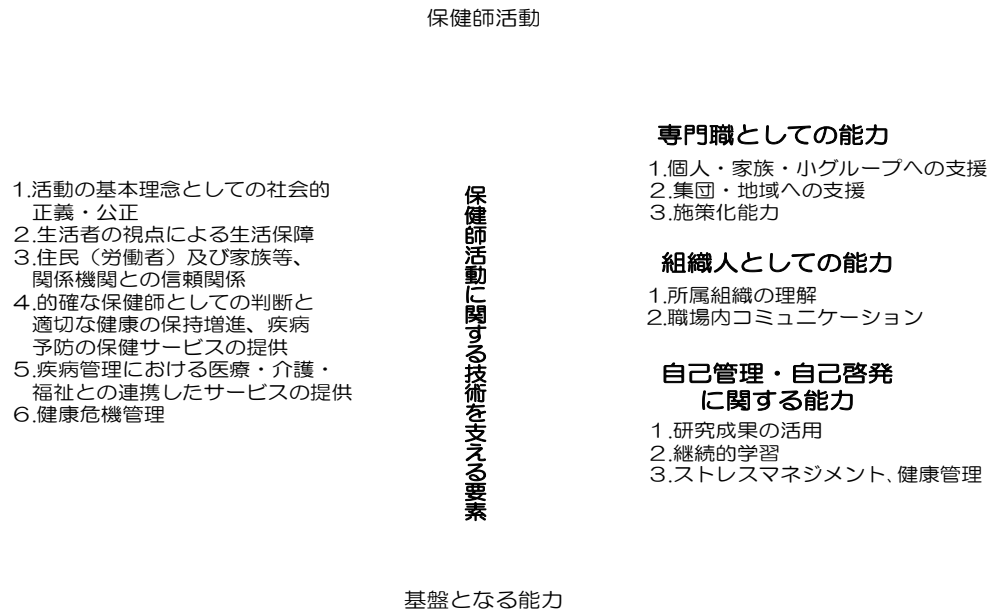 保健師活動
1.活動の基本理念としての社会的
正義・公正
2.生活者の視点による生活保障
3.住民（労働者）及び家族等、
関係機関との信頼関係
4.的確な保健師としての判断と
適切な健康の保持増進、疾病
予防の保健サービスの提供
5.疾病管理における医療・介護・
福祉との連携したサービスの提供
6.健康危機管理
保健師活動に関する技術を支える要素
専門職としての能力
1.個人・家族・小グループへの支援
2.集団・地域への支援
3.施策化能力
組織人としての能力
1.所属組織の理解
2.職場内コミュニケーション
自己管理・自己啓発
に関する能力
1.研究成果の活用
2.継続的学習
3.ストレスマネジメント、健康管理
基盤となる能力